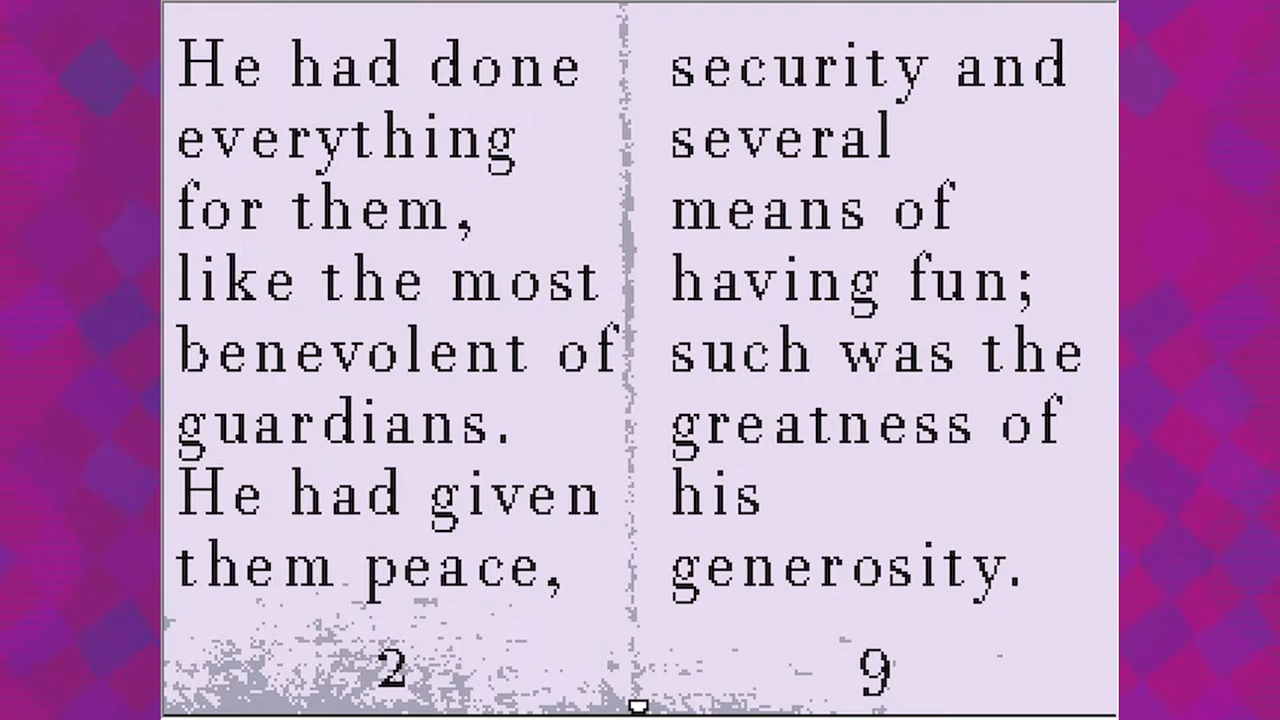 He had done
everything
for them,
like the most
benevolent of
guardians.
He had given
them peace,
2
security and
several
means of
having fun;
such was the
greatness of
his
generosity.
9